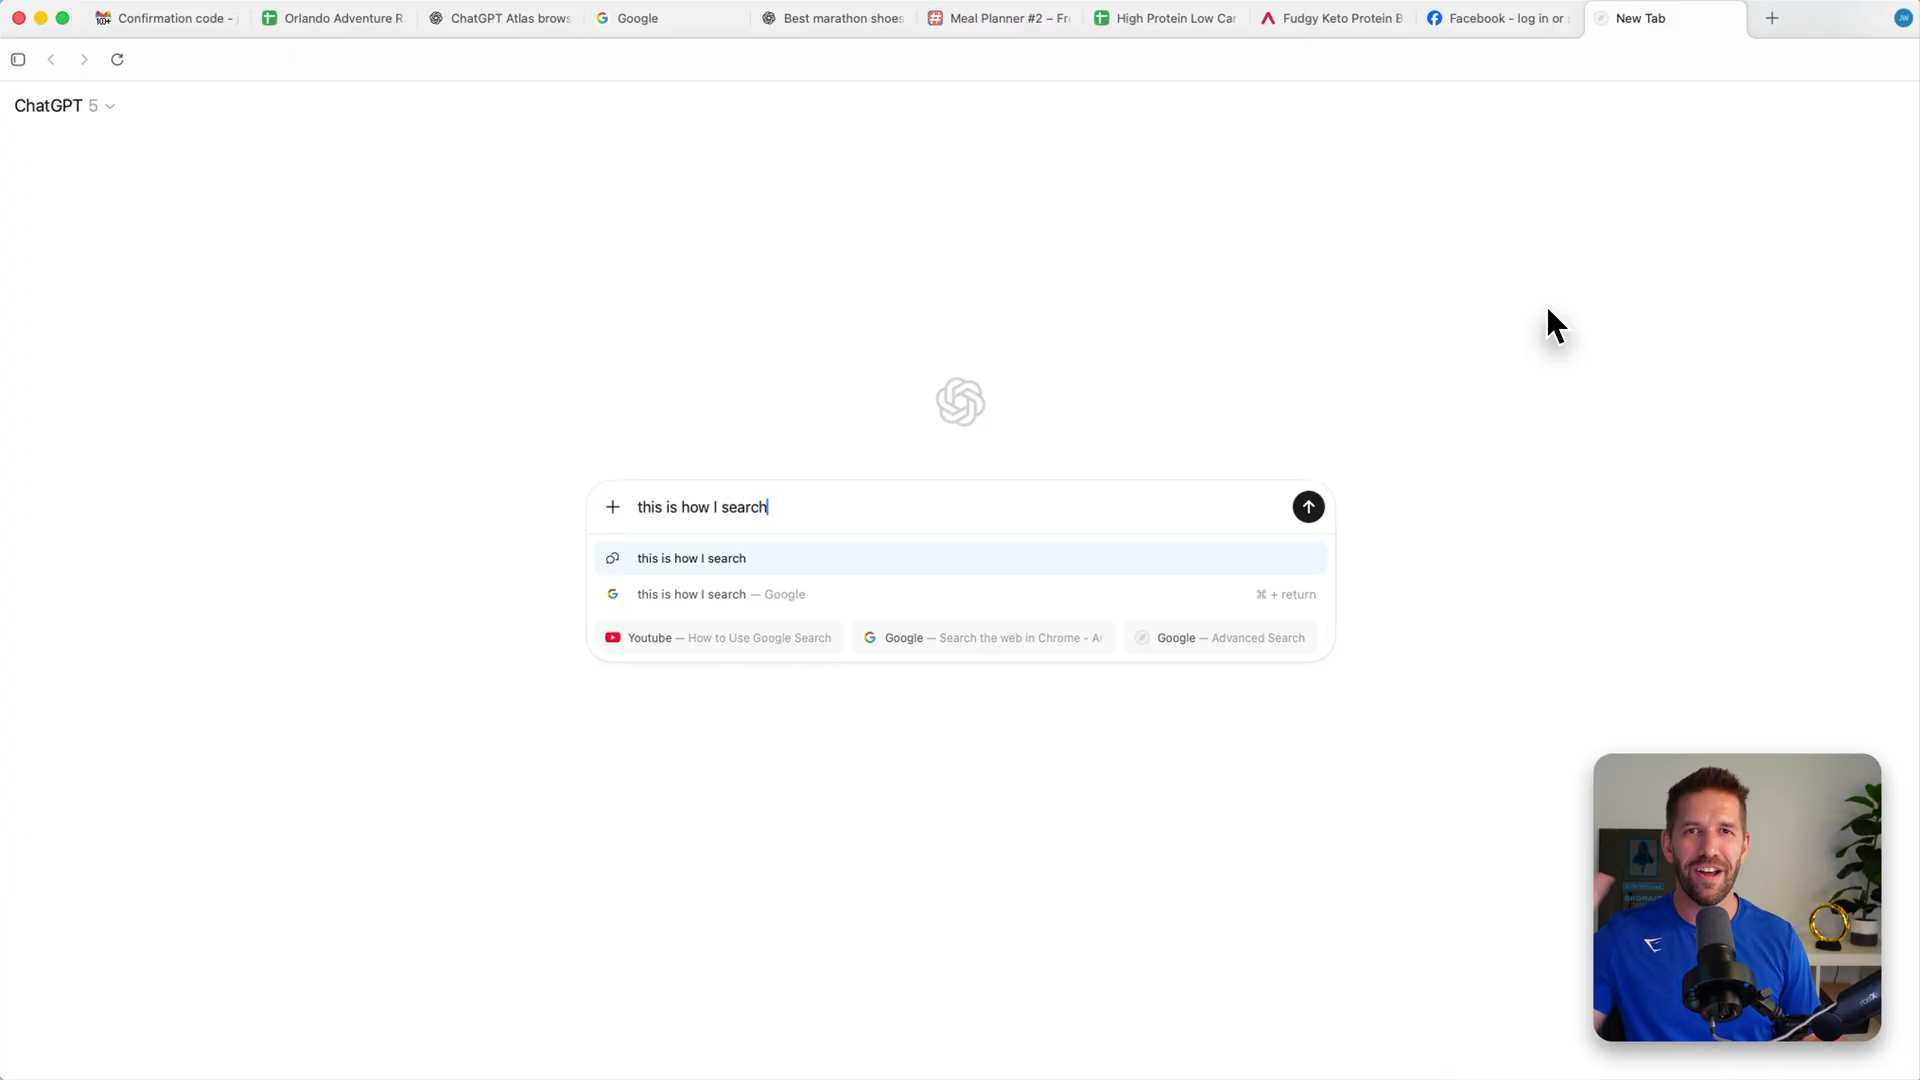 Confirmation code -
Orlando Adventure R
ChatGPT Atlas brows
Google
Best marathon shoes
Meal Planner #2 – Fr
High Protein Low Car
Fudgy Keto Protein B
Facebook - log in or s
New Tab
JW
ChatGPT 5
this is how I search
this is how I search
this is how I search — Google
⌘ + return
Youtube — How to Use Google Search
Google — Search the web in Chrome - A
Google — Advanced Search